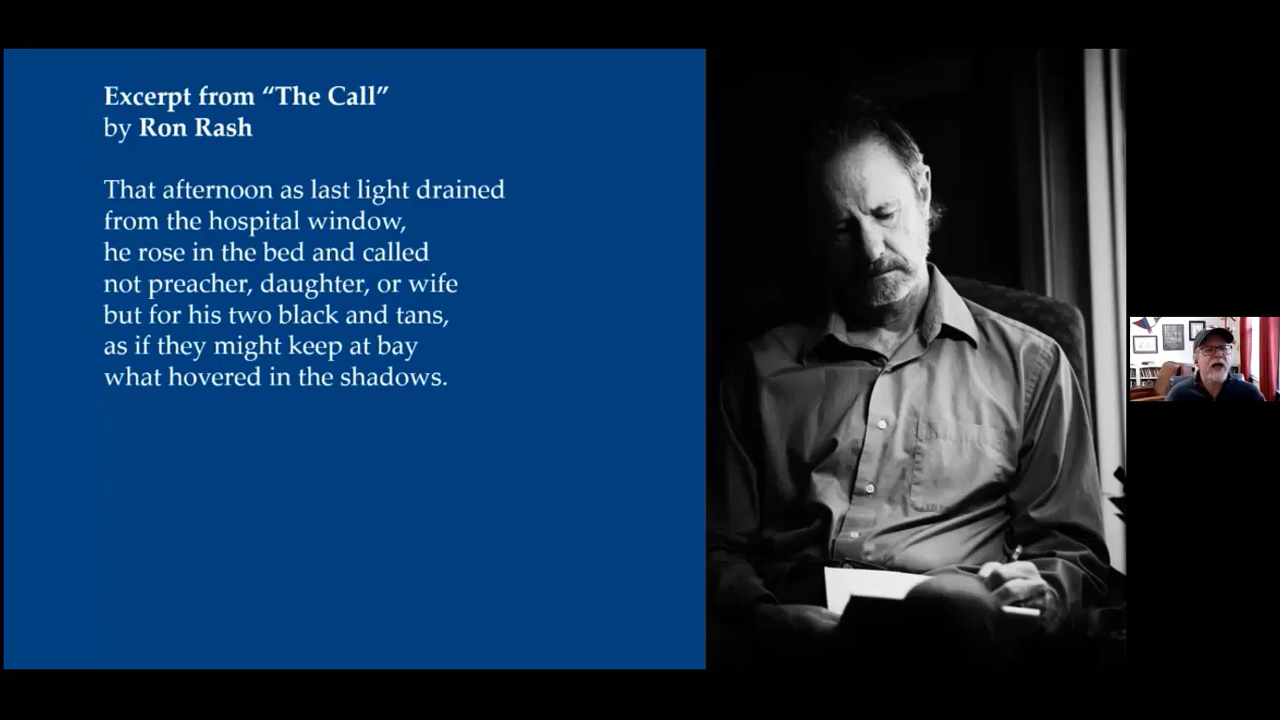 Excerpt from “The Call”
by Ron Rash
That afternoon as last light drained
from the hospital window,
he rose in the bed and called
not preacher, daughter, or wife
but for his two black and tans,
as if they might keep at bay
what hovered in the shadows.